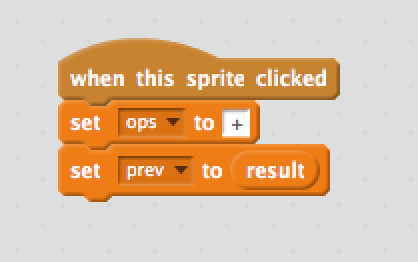 when this sprite clicked
set ops to +
set prev to result